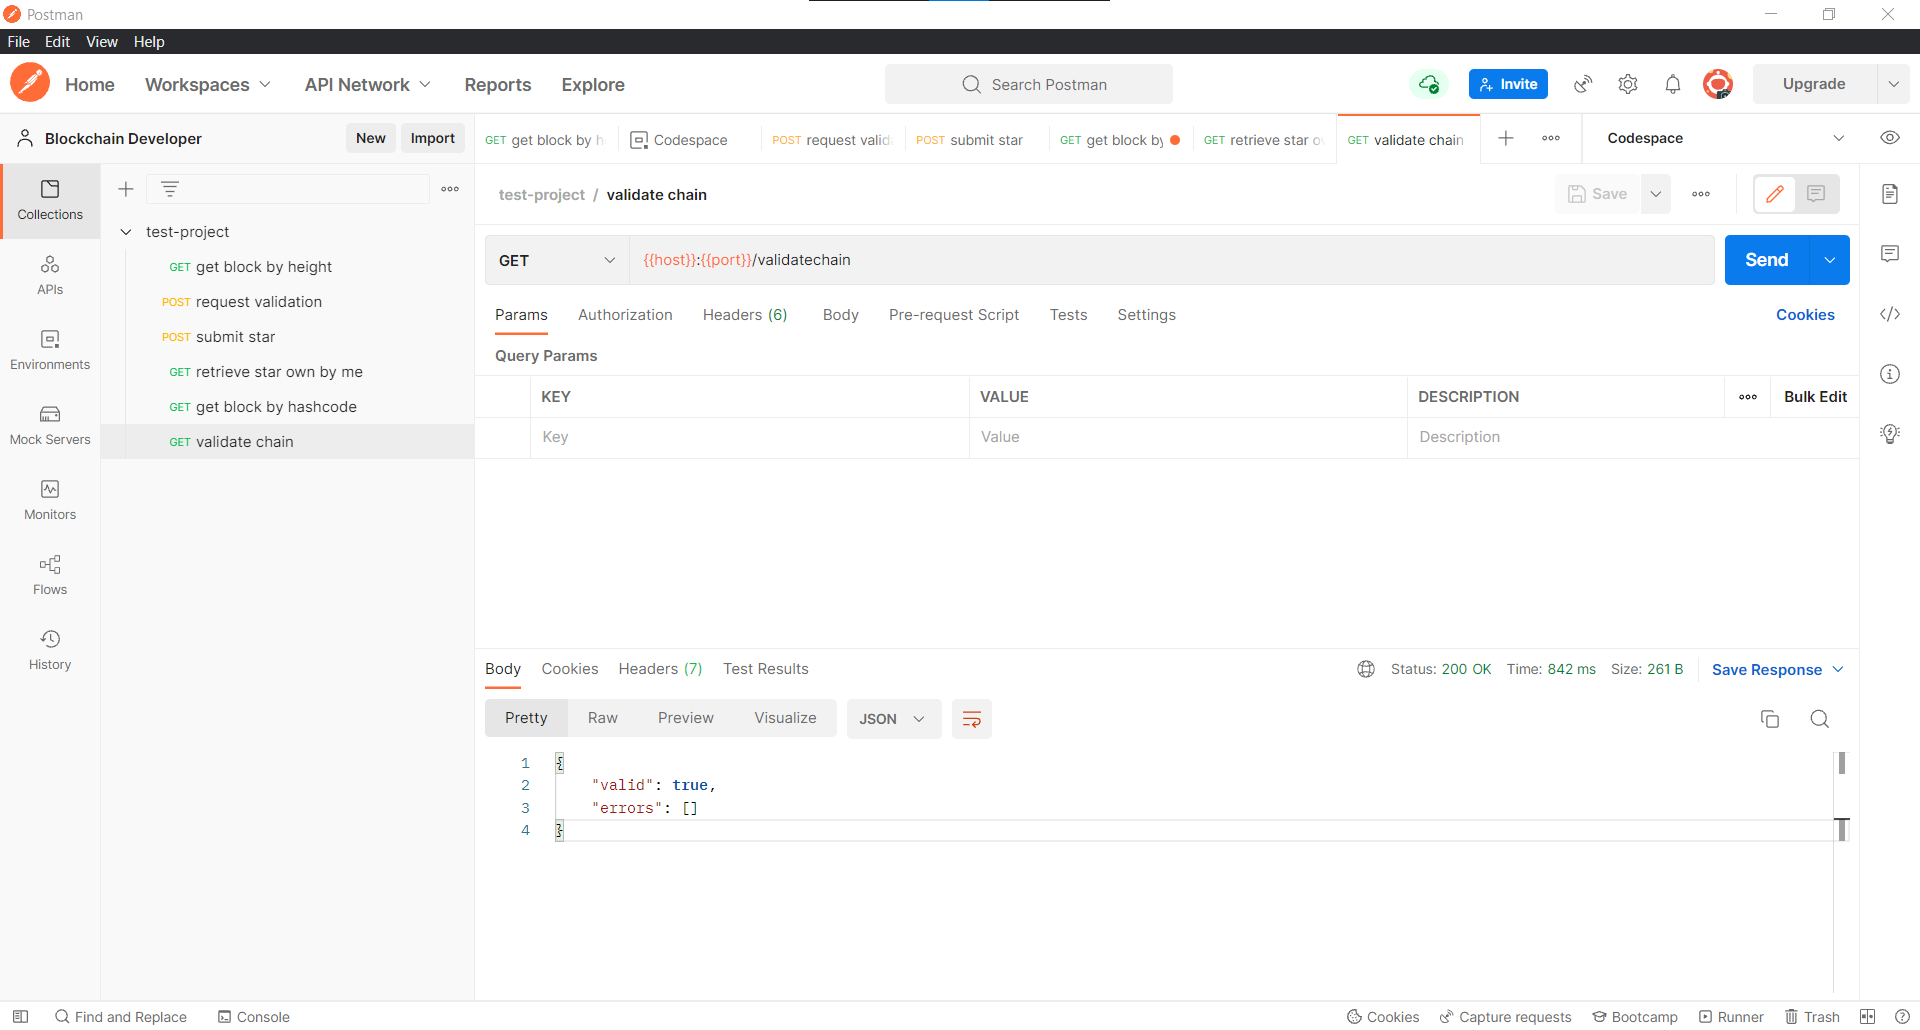 Postman
File Edit View Help
Home Workspaces API Network Reports Explore Search Postman Invite Upgrade
Blockchain Developer New Import
GET get block by h Codespace POST request valid POST submit star GET get block by GET retrieve star ov GET validate chain Codespace
Collections
APIs
Environments
Mock Servers
Monitors
Flows
History
test-project
GET get block by height
POST request validation
POST submit star
GET retrieve star own by me
GET get block by hashcode
GET validate chain
test-project / validate chain Save
GET {{host}}:{{port}}/validatechain Send
Params Authorization Headers (6) Body Pre-request Script Tests Settings Cookies
Query Params
KEY VALUE DESCRIPTION Bulk Edit
Key Value Description
Body Cookies Headers (7) Test Results Status: 200 OK Time: 842 ms Size: 261 B Save Response
Pretty Raw Preview Visualize JSON
1 {
2 "valid": true,
3 "errors": []
4 }
Find and Replace Console Cookies Capture requests Bootcamp Runner Trash